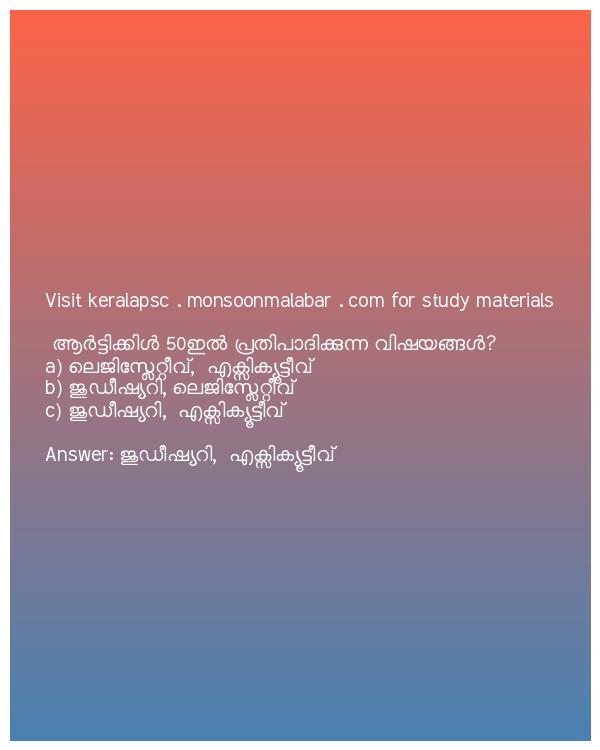 Visit keralapsc . monsoonmalabar . com for study materials
ആർട്ടിക്കിൾ 50ഇൽ പ്രതിപാദിക്കുന്ന വിഷയങ്ങൾ?
a) ലെജിസ്ലേറ്റീവ്, എക്സിക്യൂട്ടീവ്
b) ജുഡീഷ്യറി, ലെജിസ്ലേറ്റീവ്
c) ജുഡീഷ്യറി, എക്സിക്യൂട്ടീവ്
Answer: ജുഡീഷ്യറി, എക്സിക്യൂട്ടീവ്